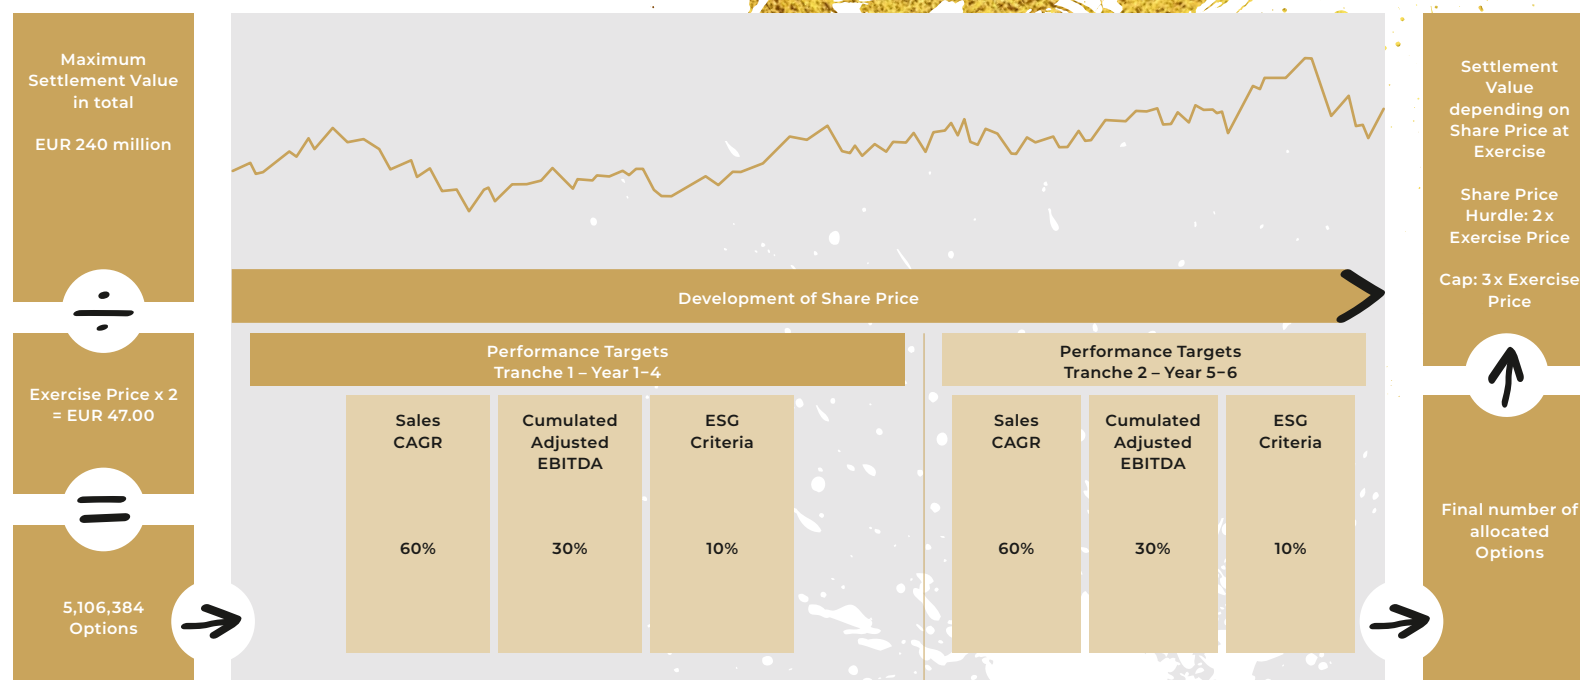 Maximum
Settlement Value
in total
EUR 240 million
Exercise Price x 2
= EUR 47.00
5,106,384
Options
Development of Share Price
Performance Targets
Tranche 1 – Year 1–4
Sales
CAGR
60%
Cumulated
Adjusted
EBITDA
30%
ESG
Criteria
10%
Performance Targets
Tranche 2 – Year 5–6
Sales
CAGR
60%
Cumulated
Adjusted
EBITDA
30%
ESG
Criteria
10%
Settlement
Value
depending on
Share Price at
Exercise
Share Price
Hurdle: 2 x
Exercise Price
Cap: 3 x Exercise
Price
Final number of
allocated
Options